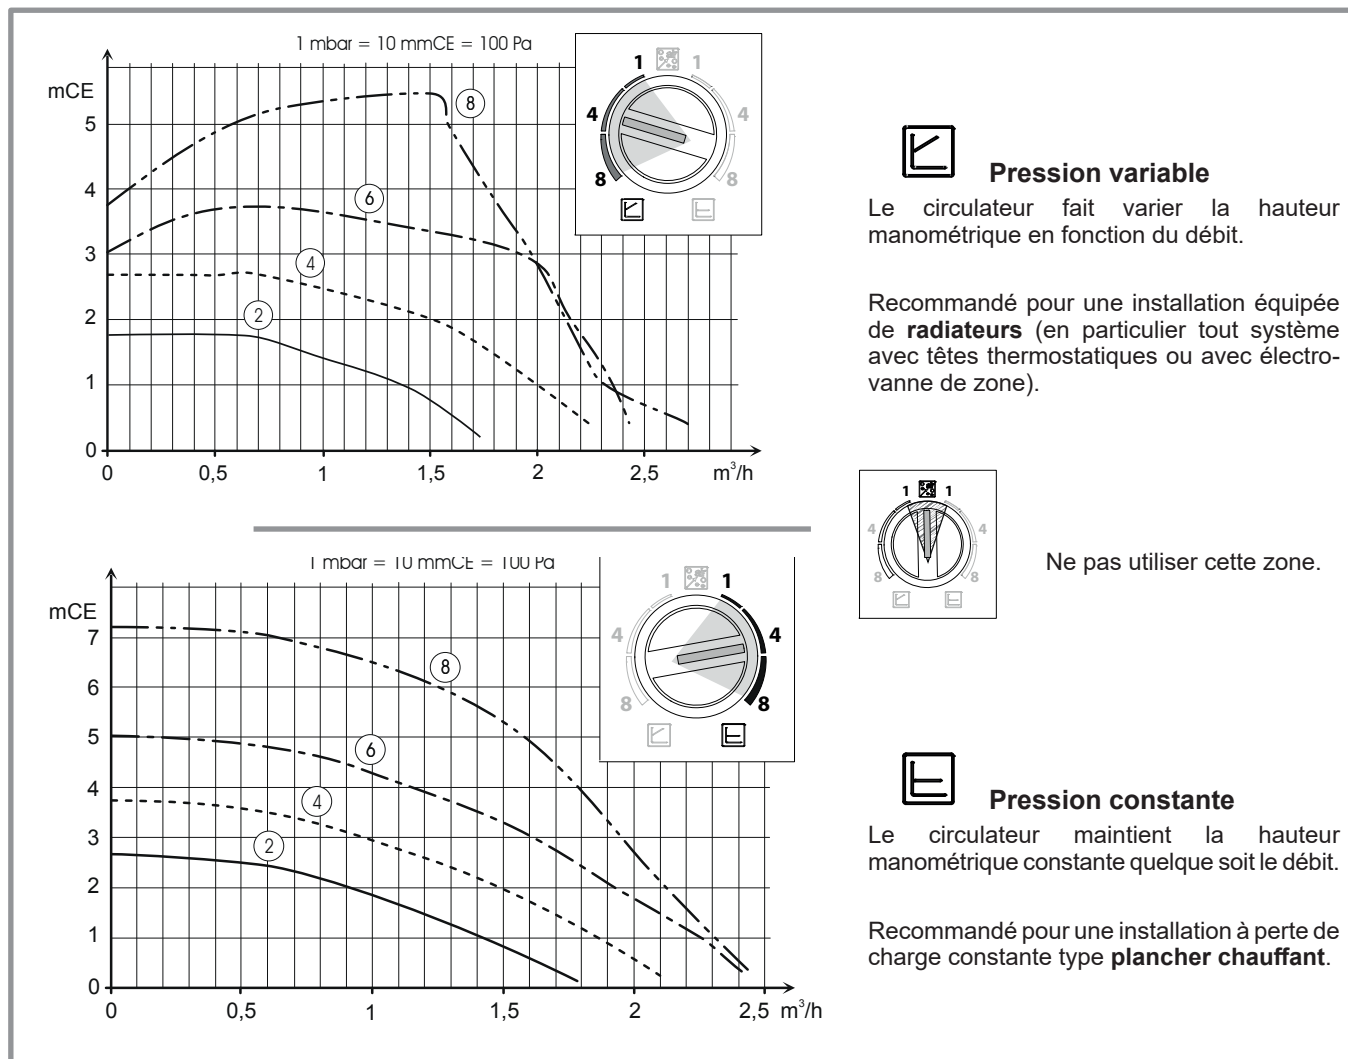 1 mbar = 10 mmCE = 100 Pa
mCE
5
4
3
2
1
0
0
0,5
1
1,5
2
2,5
m³/h
8
6
4
2
1
1
4
4
8
8
Pression variable
Le circulateur fait varier la hauteur
manométrique en fonction du débit.
Recommandé pour une installation équipée
de radiateurs (en particulier tout système
avec têtes thermostatiques ou avec électro-
vanne de zone).
1
1
4
4
8
8
Ne pas utiliser cette zone.
1 mbar = 10 mmCE = 100 Pa
mCE
7
6
5
4
3
2
1
0
0
0,5
1
1,5
2
2,5
m³/h
8
6
4
2
1
1
4
4
8
8
Pression constante
Le circulateur maintient la hauteur
manométrique constante quelque soit le débit.
Recommandé pour une installation à perte de
charge constante type plancher chauffant.